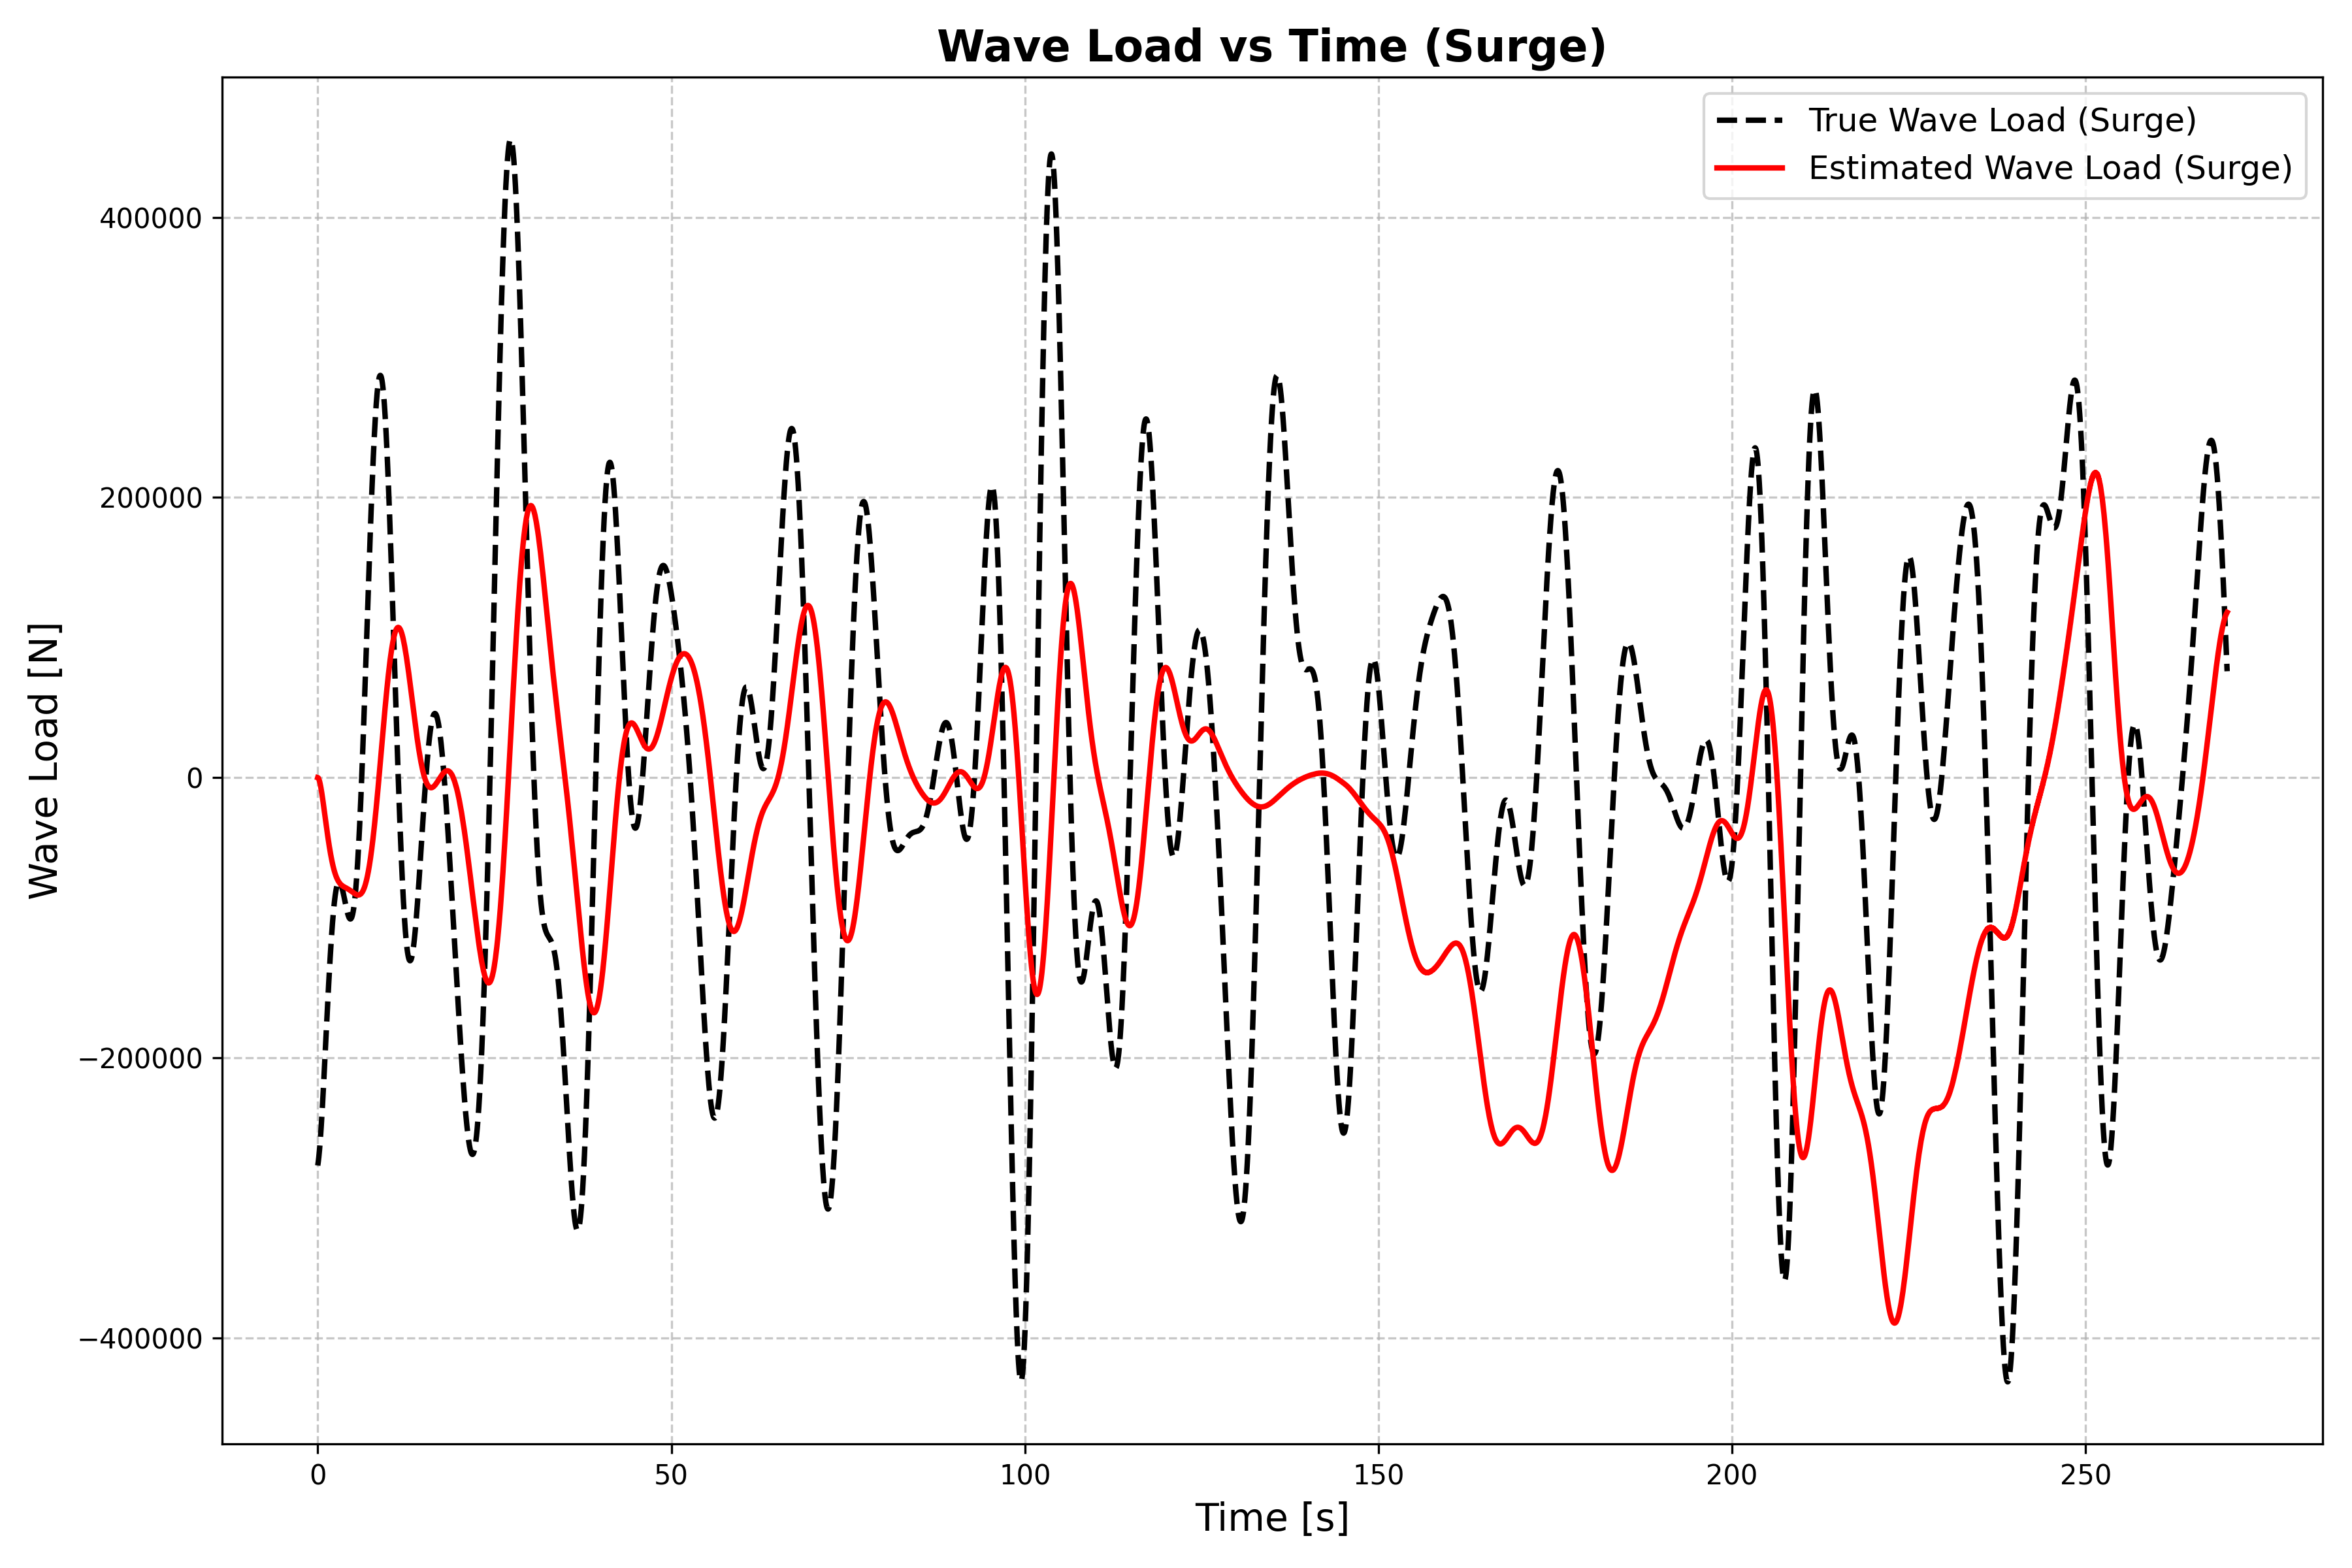 Wave Load vs Time (Surge)
True Wave Load (Surge)
Estimated Wave Load (Surge)
Wave Load [N]
400000
200000
0
−200000
−400000
0 50 100 150 200 250
Time [s]